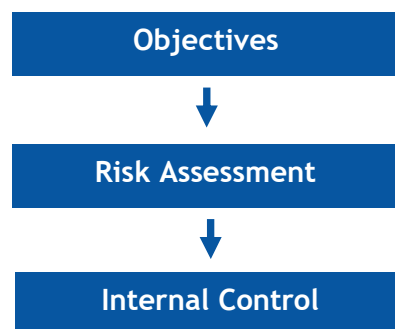 Objectives
Risk Assessment
Internal Control